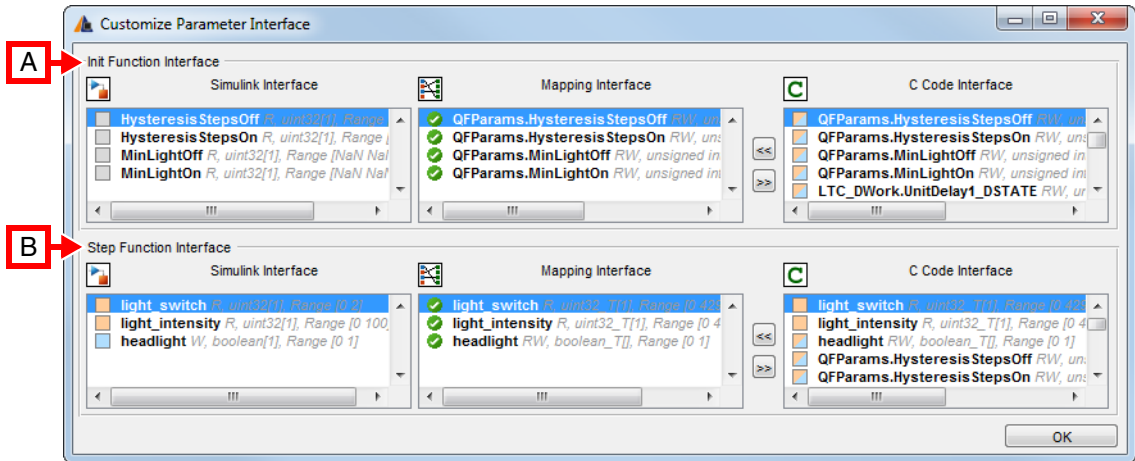 Customize Parameter Interface
A
Init Function Interface
Simulink Interface
Mapping Interface
C Code Interface
HysteresisStepsOff R, uint32[1], Range
QFParams.HysteresisStepsOff RW, uns
QFParams.HysteresisStepsOff RW, un
HysteresisStepsOn R, uint32[1], Range [
QFParams.HysteresisStepsOn RW, uns
QFParams.HysteresisStepsOn RW, uns
MinLightOff R, uint32[1], Range [NaN NaN
QFParams.MinLightOff RW, unsigned in
QFParams.MinLightOff RW, unsigned in
MinLightOn R, uint32[1], Range [NaN NaN
QFParams.MinLightOn RW, unsigned in
QFParams.MinLightOn RW, unsigned in
LTC_DWork.UnitDelay1_DSTATE RW, ur
<<
>>
B
Step Function Interface
Simulink Interface
Mapping Interface
C Code Interface
light_switch R, uint32[1], Range [0 2]
light_switch R, uint32_T[1], Range [0 429
light_switch R, uint32_T[1], Range [0 429
light_intensity R, uint32[1], Range [0 100]
light_intensity R, uint32_T[1], Range [0 4
light_intensity R, uint32_T[1], Range [0 4
headlight W, boolean[1], Range [0 1]
headlight RW, boolean_T[], Range [0 1]
headlight RW, boolean_T[], Range [0 1]
QFParams.HysteresisStepsOff RW, un
QFParams.HysteresisStepsOn RW, uns
<<
>>
OK